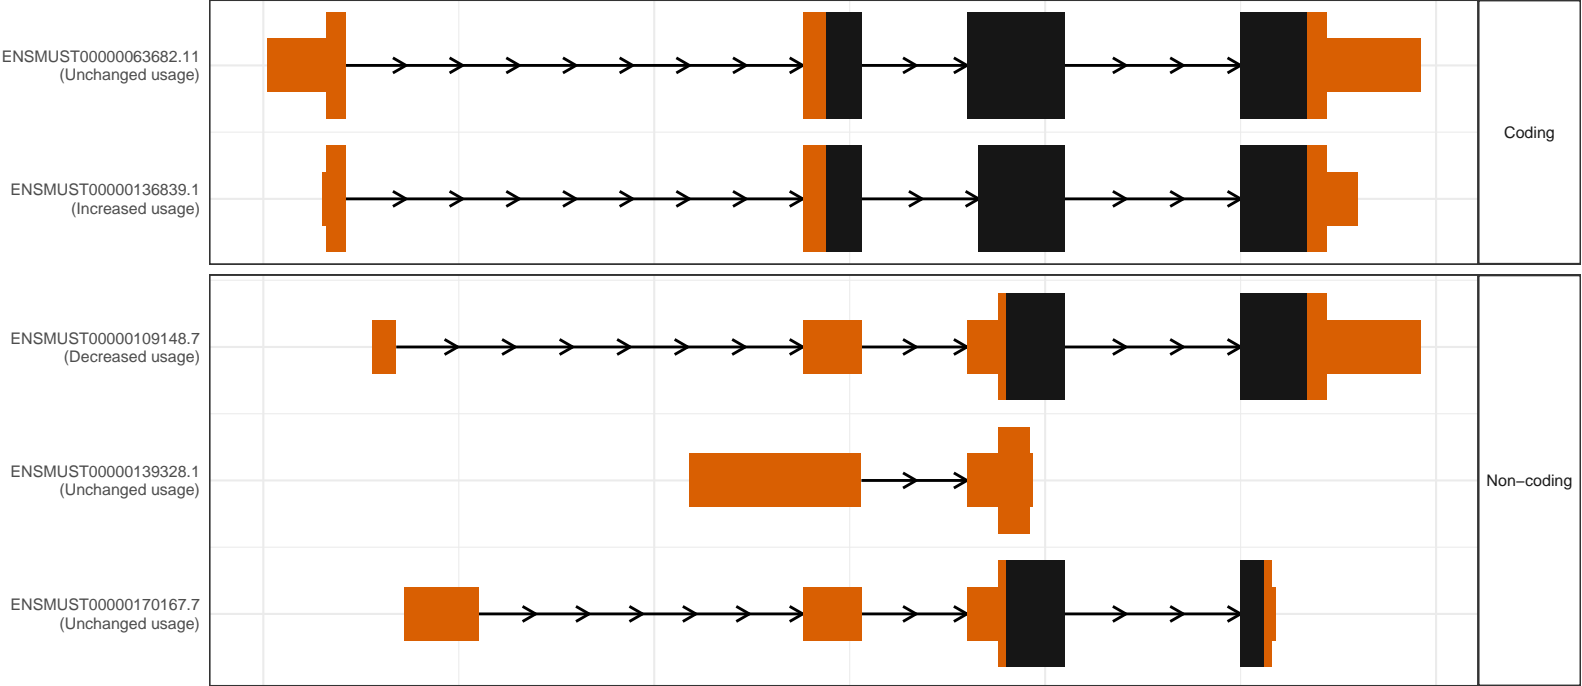 ENSMUST00000063682.11
(Unchanged usage)
ENSMUST00000136839.1
(Increased usage)
Coding
ENSMUST00000109148.7
(Decreased usage)
ENSMUST00000139328.1
(Unchanged usage)
Non−coding
ENSMUST00000170167.7
(Unchanged usage)